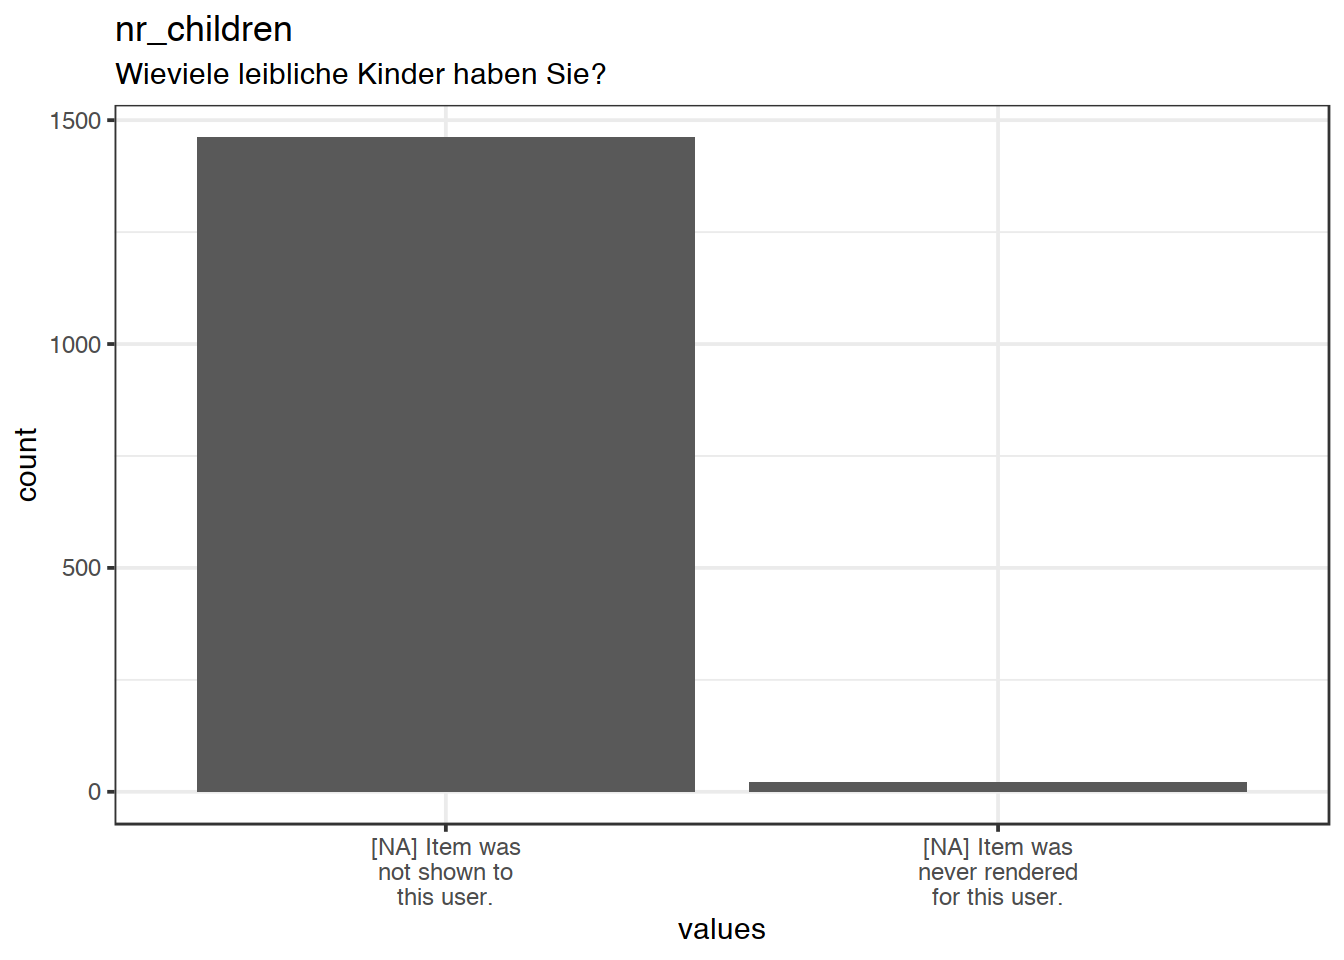 nr_children
Wieviele leibliche Kinder haben Sie?
1500
1000
500
0
count
[NA] Item was
not shown to
this user.
[NA] Item was
never rendered
for this user.
values